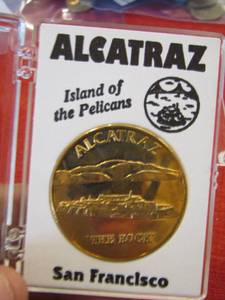 ALCATRAZ
Island of
the Pelicans
ALCATRAZ
"THE ROCK"
San Francisco